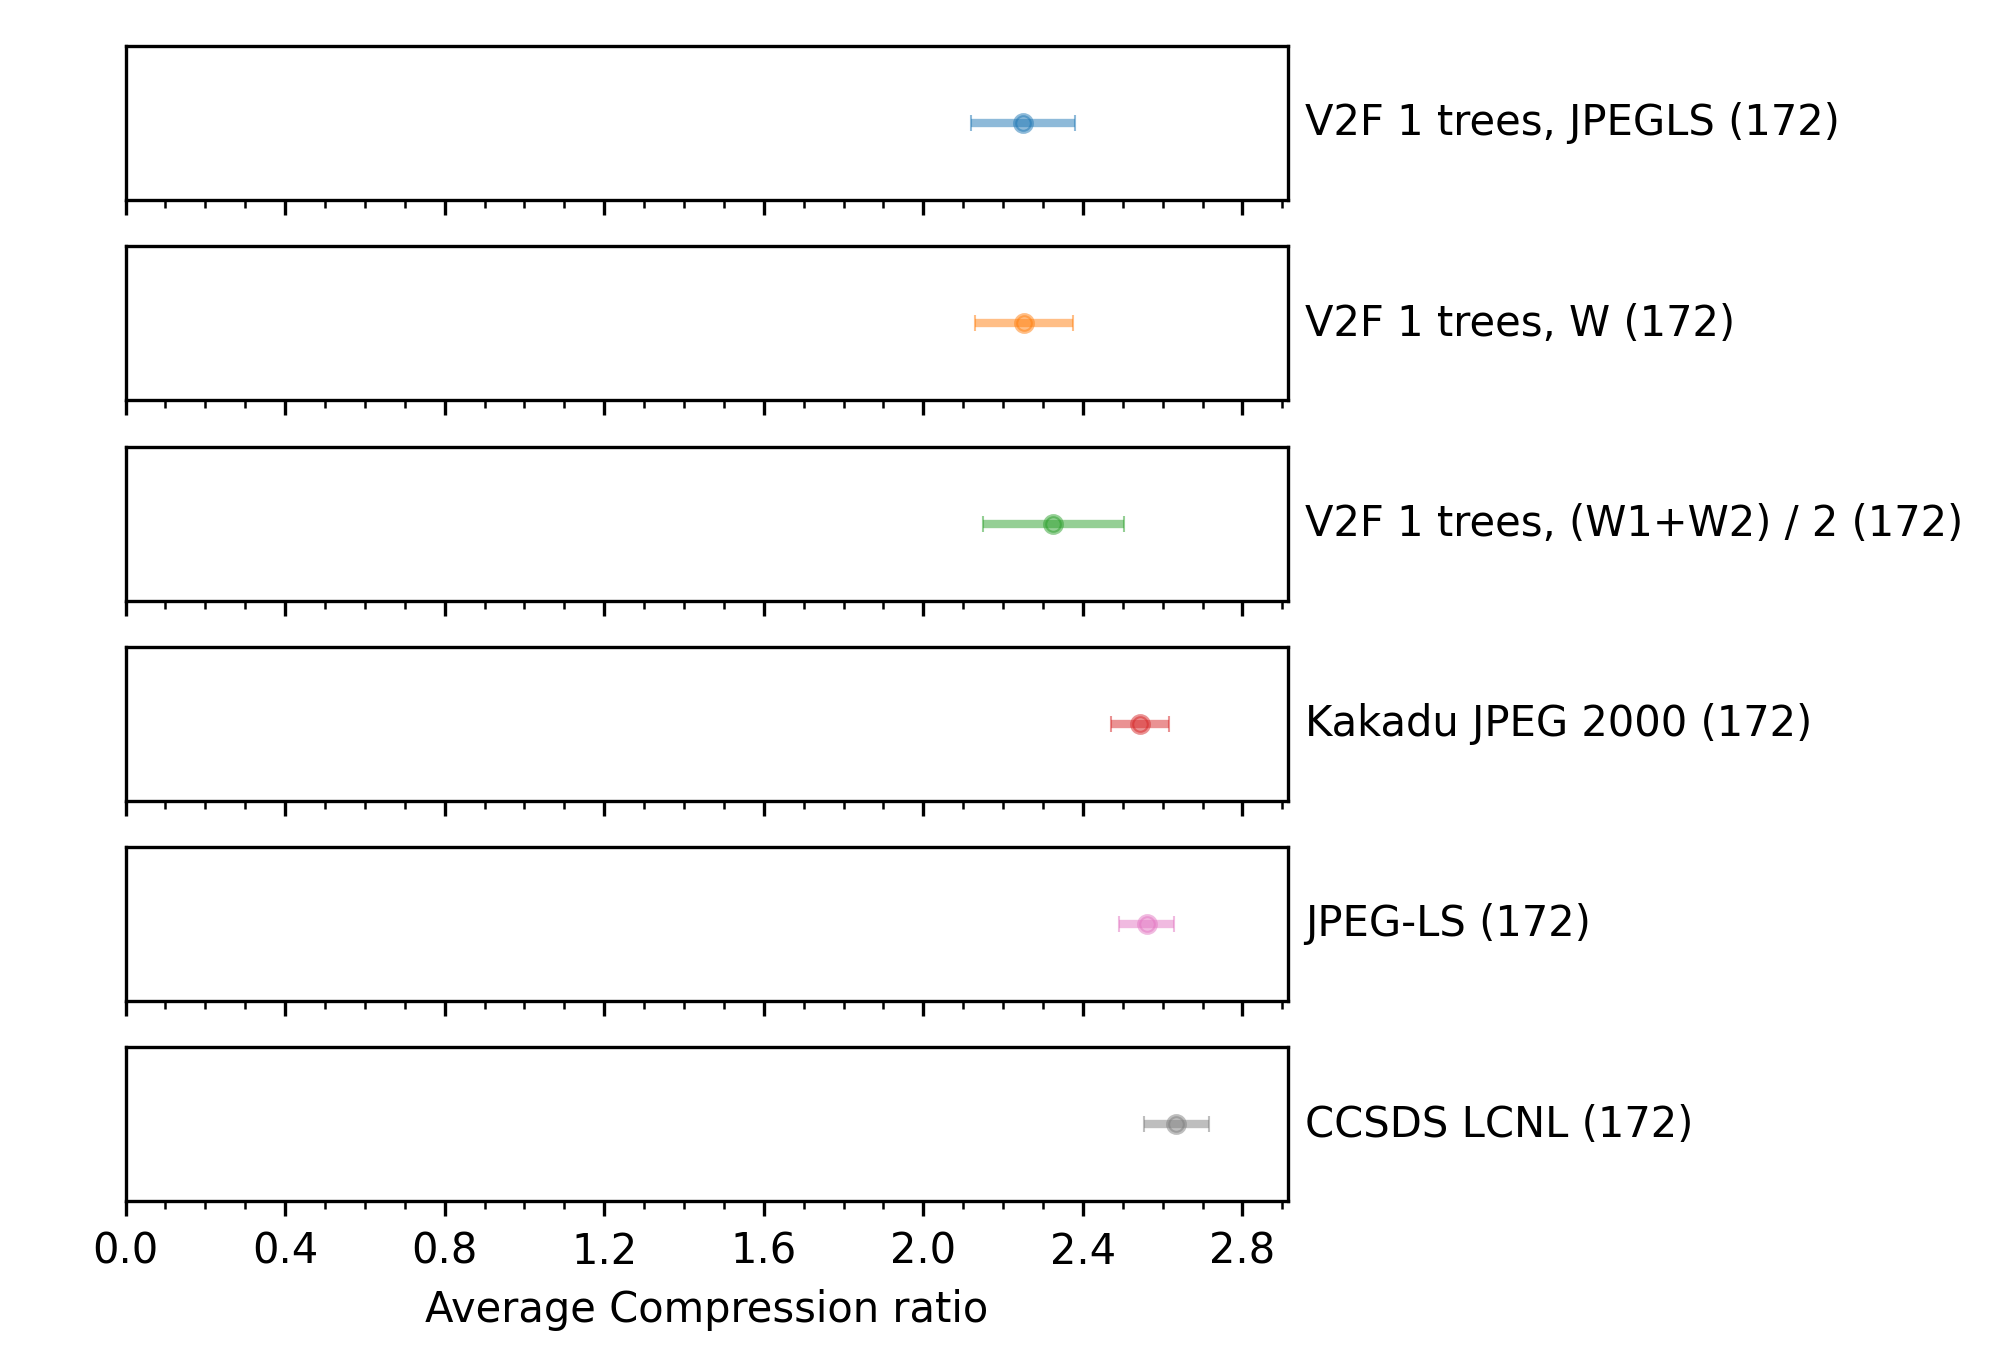 V2F 1 trees, JPEGLS (172)
V2F 1 trees, W (172)
V2F 1 trees, (W1+W2) / 2 (172)
Kakadu JPEG 2000 (172)
JPEG-LS (172)
CCSDS LCNL (172)
0.0 0.4 0.8 1.2 1.6 2.0 2.4 2.8
Average Compression ratio